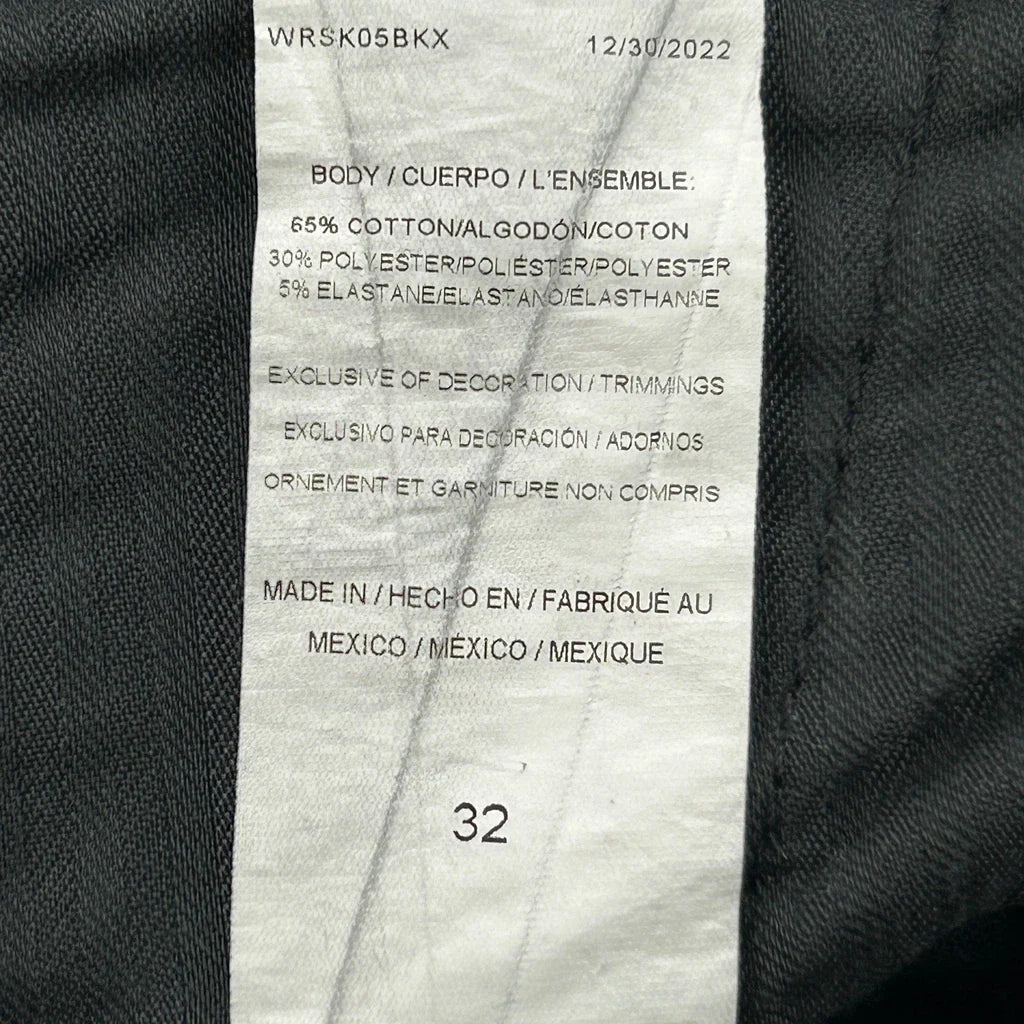 WRSK05BKX 12/30/2022
BODY / CUERPO / L'ENSEMBLE:
65% COTTON/ALGODÓN/COTON
30% POLYESTER/POLIÉSTER/POLYESTER
5% ELASTANE/ELASTANO/ÉLASTHANNE
EXCLUSIVE OF DECORATION / TRIMMINGS
EXCLUSIVO PARA DECORACIÓN / ADORNOS
ORNEMENT ET GARNITURE NON COMPRIS
MADE IN / HECHO EN / FABRIQUÉ AU
MEXICO / MÉXICO / MEXIQUE
32